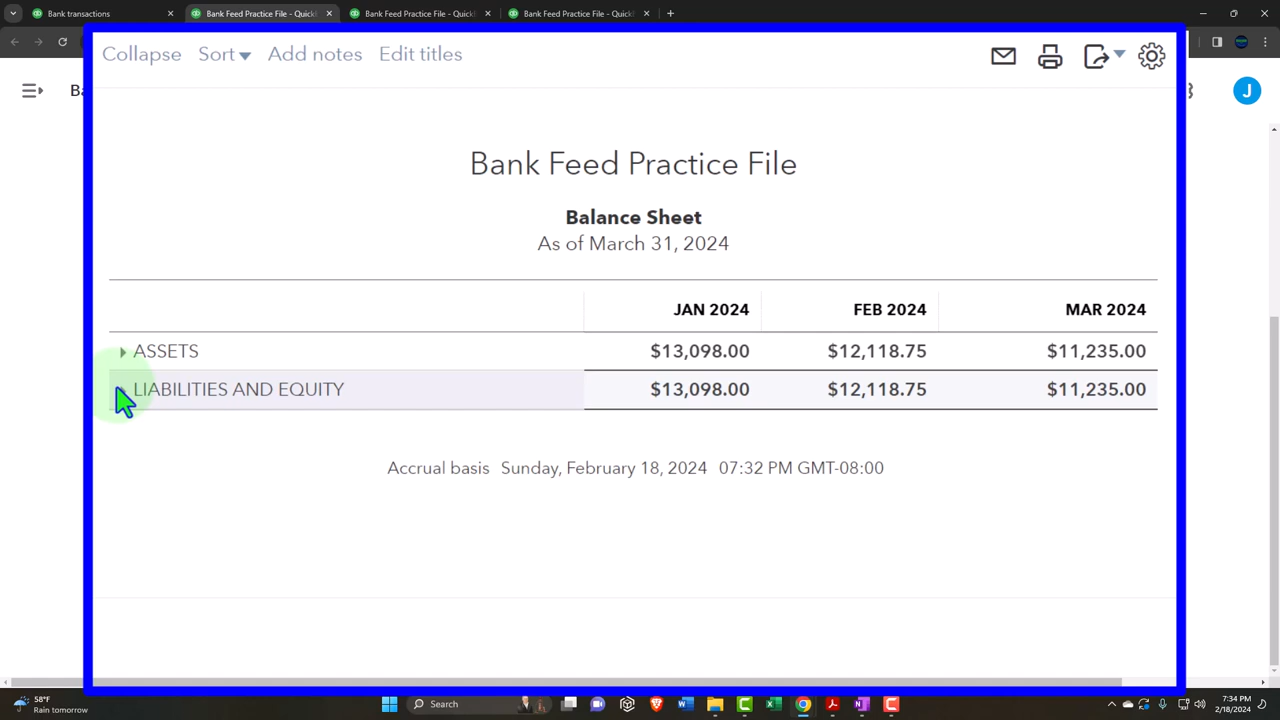 Bank transactions
Bank Feed Practice File - Quick
Bank Feed Practice File - Quick
Bank Feed Practice File - Quick
Collapse Sort Add notes Edit titles
J
Bank Feed Practice File
Balance Sheet
As of March 31, 2024
JAN 2024 FEB 2024 MAR 2024
ASSETS $13,098.00 $12,118.75 $11,235.00
LIABILITIES AND EQUITY $13,098.00 $12,118.75 $11,235.00
Accrual basis Sunday, February 18, 2024 07:32 PM GMT-08:00
58°F
Rain tomorrow
Search
7:34 PM
2/18/2024